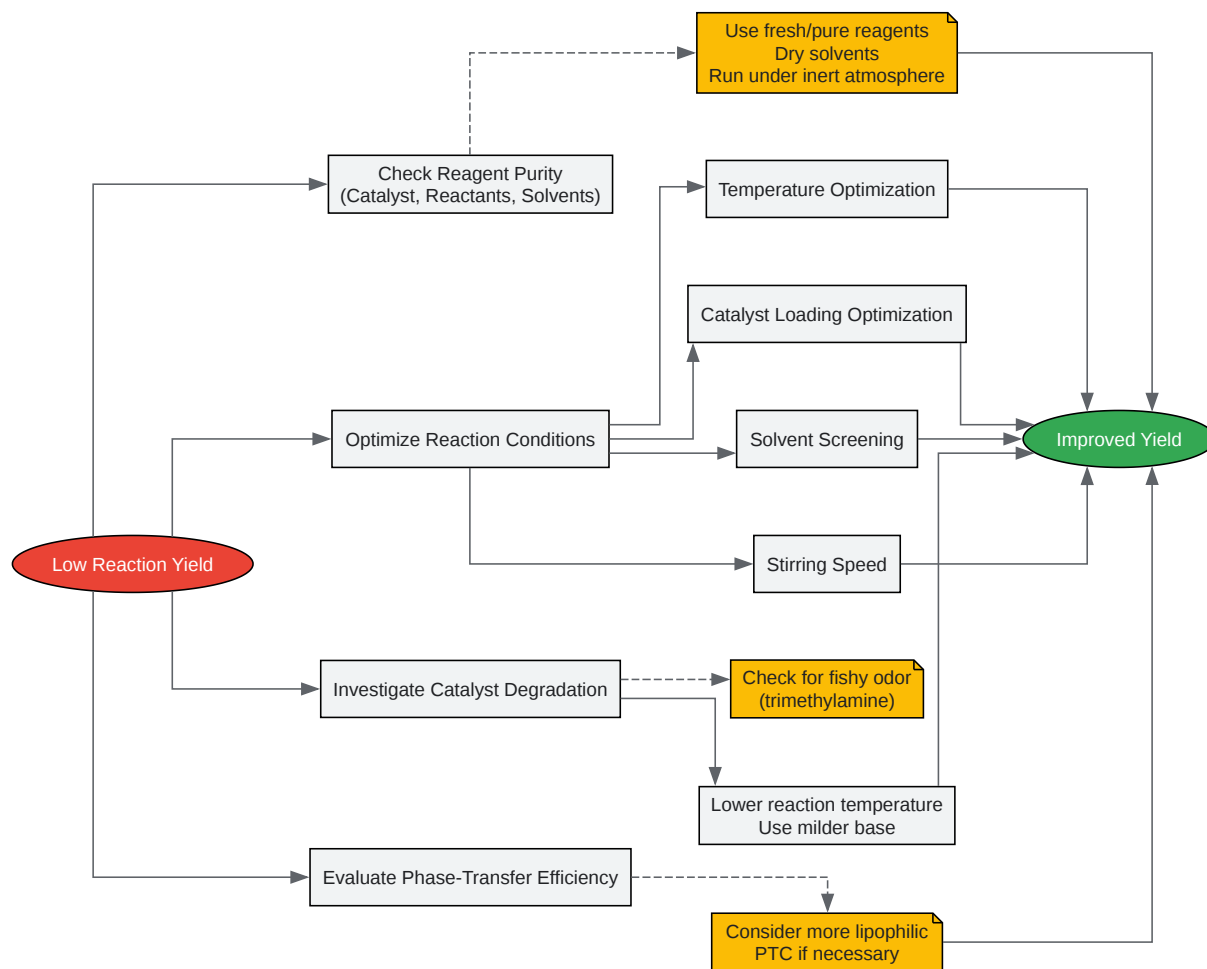 Use fresh/pure reagents
Dry solvents
Run under inert atmosphere
Check Reagent Purity
(Catalyst, Reactants, Solvents)
Temperature Optimization
Catalyst Loading Optimization
Optimize Reaction Conditions
Solvent Screening
Improved Yield
Low Reaction Yield
Stirring Speed
Investigate Catalyst Degradation
Check for fishy odor
(trimethylamine)
Lower reaction temperature
Use milder base
Evaluate Phase-Transfer Efficiency
Consider more lipophilic
PTC if necessary